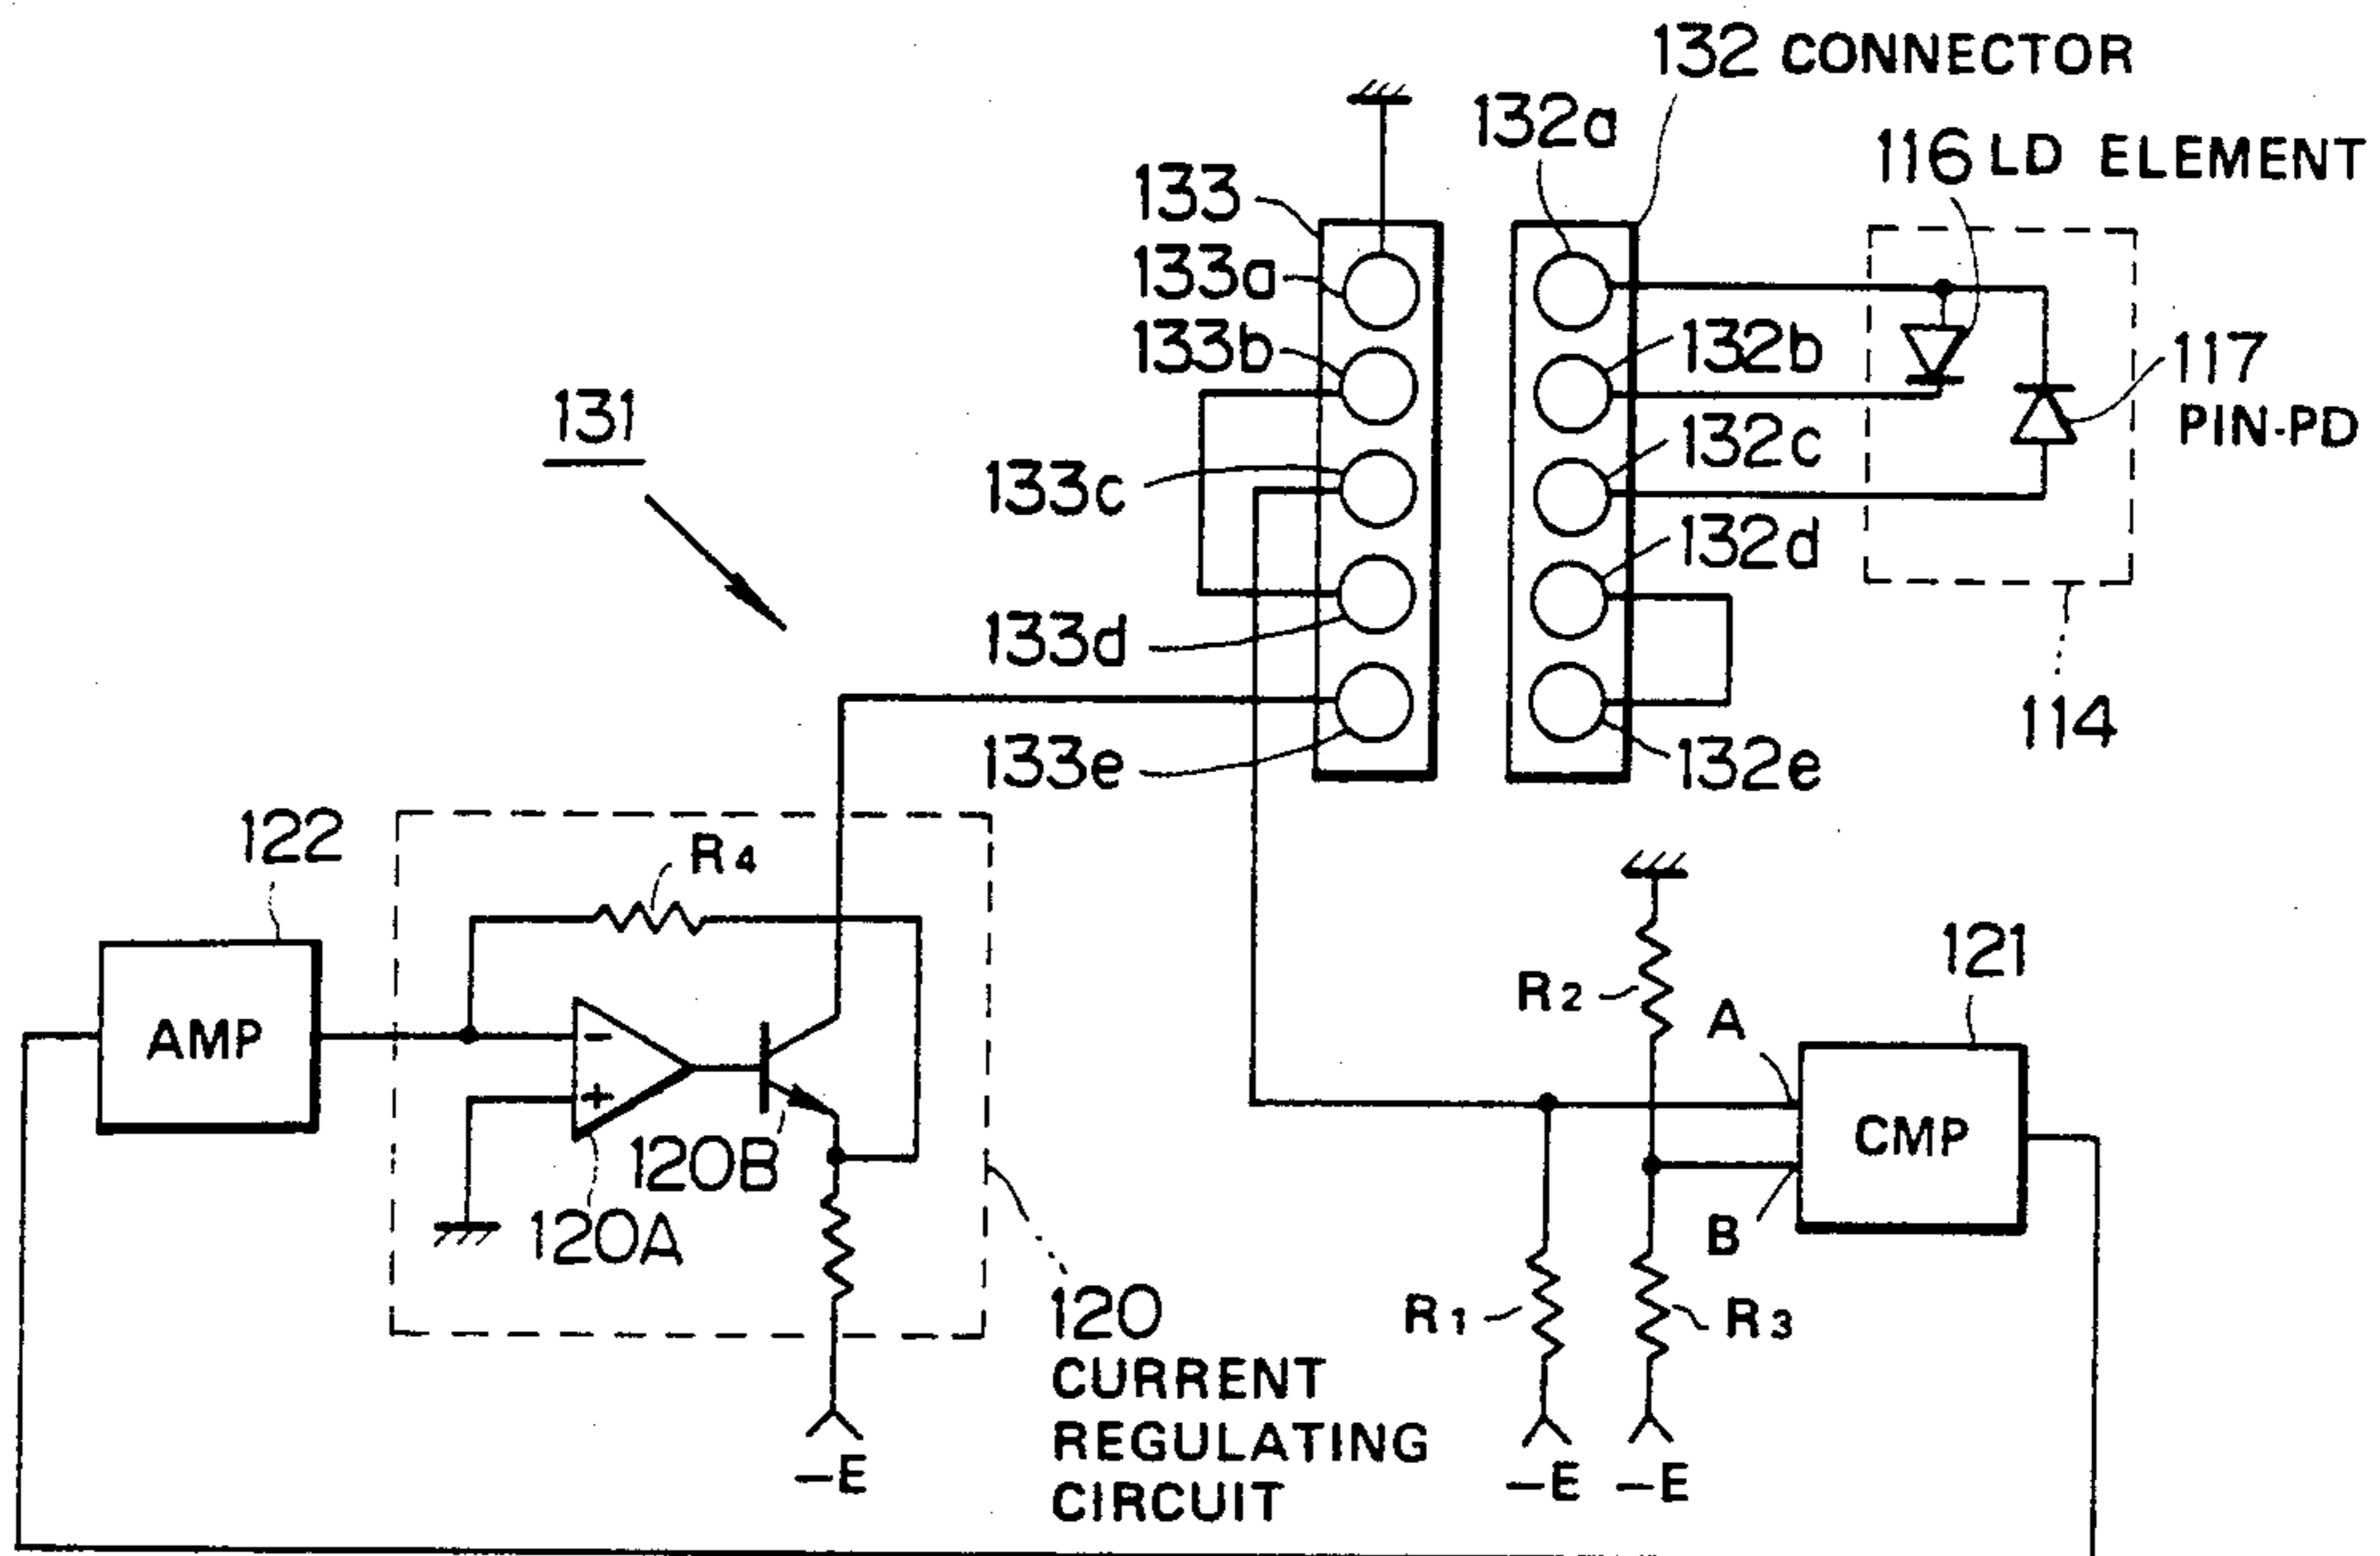 132 CONNECTOR
132a
116 LD ELEMENT
133
133a
133b
132b
117
PIN-PD
131
132c
133c
132d
133d
114
133e
132e
122
R4
121
R2
A
AMP
−
+
CMP
120B
120A
B
120
CURRENT
REGULATING
CIRCUIT
R1
R3
−E
−E
−E